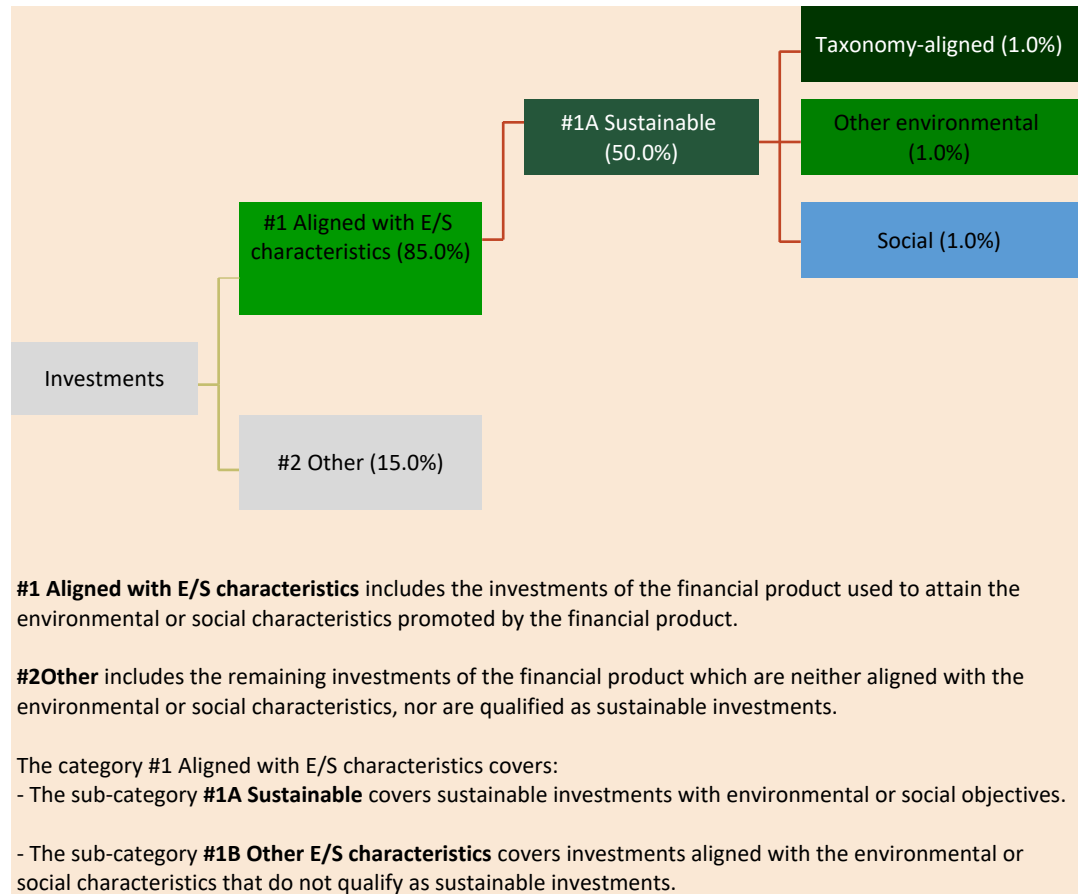 Taxonomy-aligned (1.0%)
#1A Sustainable
(50.0%)
Other environmental
(1.0%)
#1 Aligned with E/S
characteristics (85.0%)
Social (1.0%)
Investments
#2 Other (15.0%)
#1 Aligned with E/S characteristics includes the investments of the financial product used to attain the
environmental or social characteristics promoted by the financial product.
#2Other includes the remaining investments of the financial product which are neither aligned with the
environmental or social characteristics, nor are qualified as sustainable investments.
The category #1 Aligned with E/S characteristics covers:
- The sub-category #1A Sustainable covers sustainable investments with environmental or social objectives.
- The sub-category #1B Other E/S characteristics covers investments aligned with the environmental or
social characteristics that do not qualify as sustainable investments.